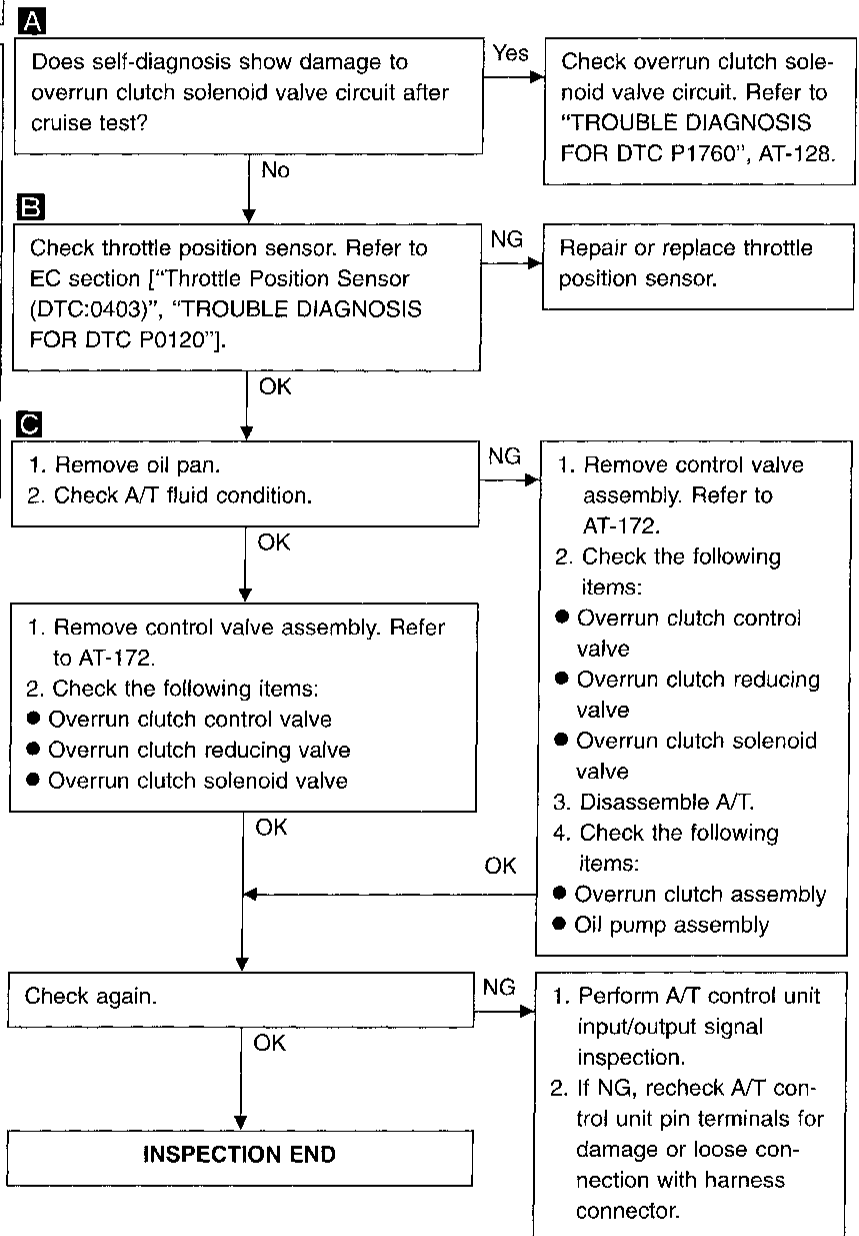 A
Does self-diagnosis show damage to
overrun clutch solenoid valve circuit after
cruise test?
Yes
Check overrun clutch sole-
noid valve circuit. Refer to
“TROUBLE DIAGNOSIS
FOR DTC P1760”, AT-128.
No
B
Check throttle position sensor. Refer to
EC section [“Throttle Position Sensor
(DTC:0403)”, “TROUBLE DIAGNOSIS
FOR DTC P0120”].
NG
Repair or replace throttle
position sensor.
OK
C
1. Remove oil pan.
2. Check A/T fluid condition.
NG
1. Remove control valve
assembly. Refer to
AT-172.
2. Check the following
items:
● Overrun clutch control
valve
● Overrun clutch reducing
valve
● Overrun clutch solenoid
valve
3. Disassemble A/T.
4. Check the following
items:
● Overrun clutch assembly
● Oil pump assembly
OK
1. Remove control valve assembly. Refer
to AT-172.
2. Check the following items:
● Overrun clutch control valve
● Overrun clutch reducing valve
● Overrun clutch solenoid valve
OK
OK
Check again.
NG
1. Perform A/T control unit
input/output signal
inspection.
2. If NG, recheck A/T con-
trol unit pin terminals for
damage or loose con-
nection with harness
connector.
OK
INSPECTION END